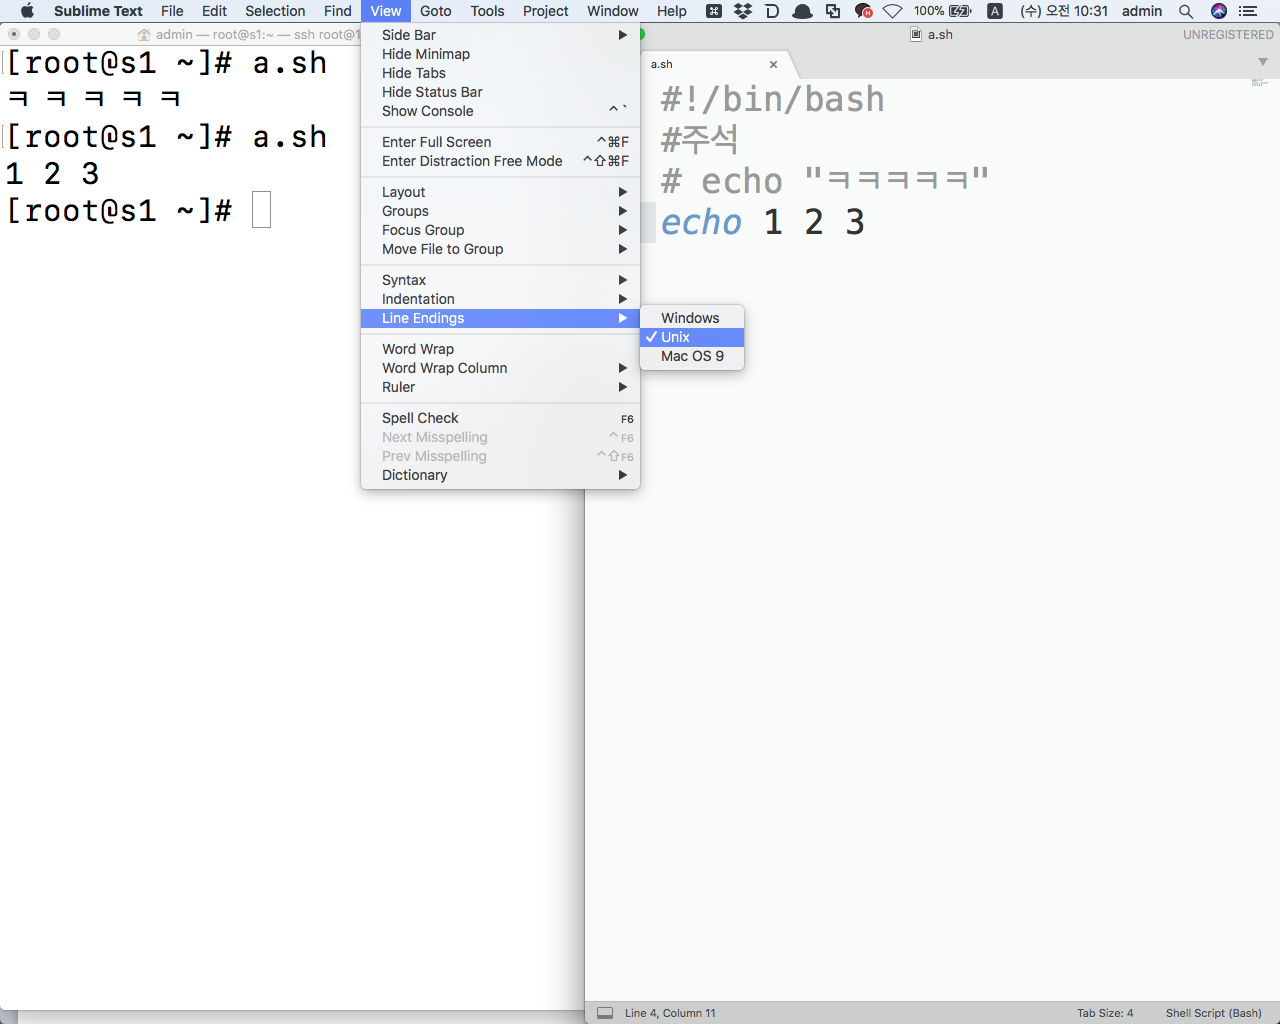 Sublime Text File Edit Selection Find View Goto Tools Project Window Help 100% A (수) 오전 10:31 admin
admin — root@s1:~ — ssh root@1
[root@s1 ~]# a.sh
ㅋㅋㅋㅋㅋ
[root@s1 ~]# a.sh
1 2 3
[root@s1 ~]#
Side Bar
Hide Minimap
Hide Tabs
Hide Status Bar
Show Console ^`
Enter Full Screen ^⌘F
Enter Distraction Free Mode ^⇧⌘F
Layout
Groups
Focus Group
Move File to Group
Syntax
Indentation
Line Endings
Word Wrap
Word Wrap Column
Ruler
Spell Check F6
Next Misspelling ^F6
Prev Misspelling ^⇧F6
Dictionary
Windows
✓ Unix
Mac OS 9
a.sh UNREGISTERED
a.sh ×
#!/bin/bash
#주석
# echo "ㅋㅋㅋㅋㅋ"
echo 1 2 3
Line 4, Column 11 Tab Size: 4 Shell Script (Bash)